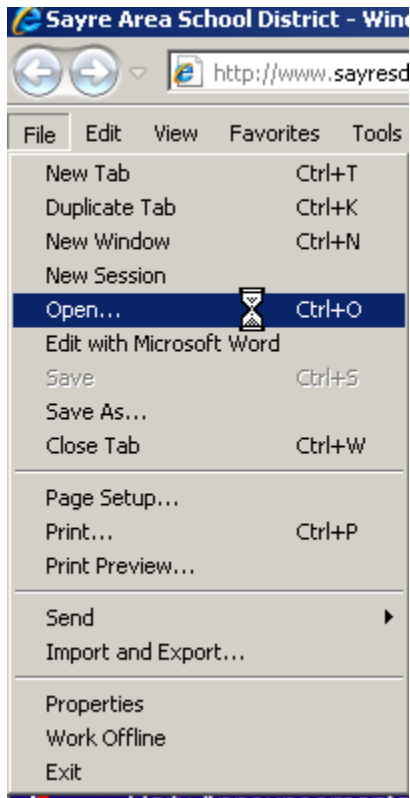 Sayre Area School District - Win
http://www.sayresd
File Edit View Favorites Tools
New Tab Ctrl+T
Duplicate Tab Ctrl+K
New Window Ctrl+N
New Session
Open... Ctrl+O
Edit with Microsoft Word
Save Ctrl+S
Save As...
Close Tab Ctrl+W
Page Setup...
Print... Ctrl+P
Print Preview...
Send
Import and Export...
Properties
Work Offline
Exit